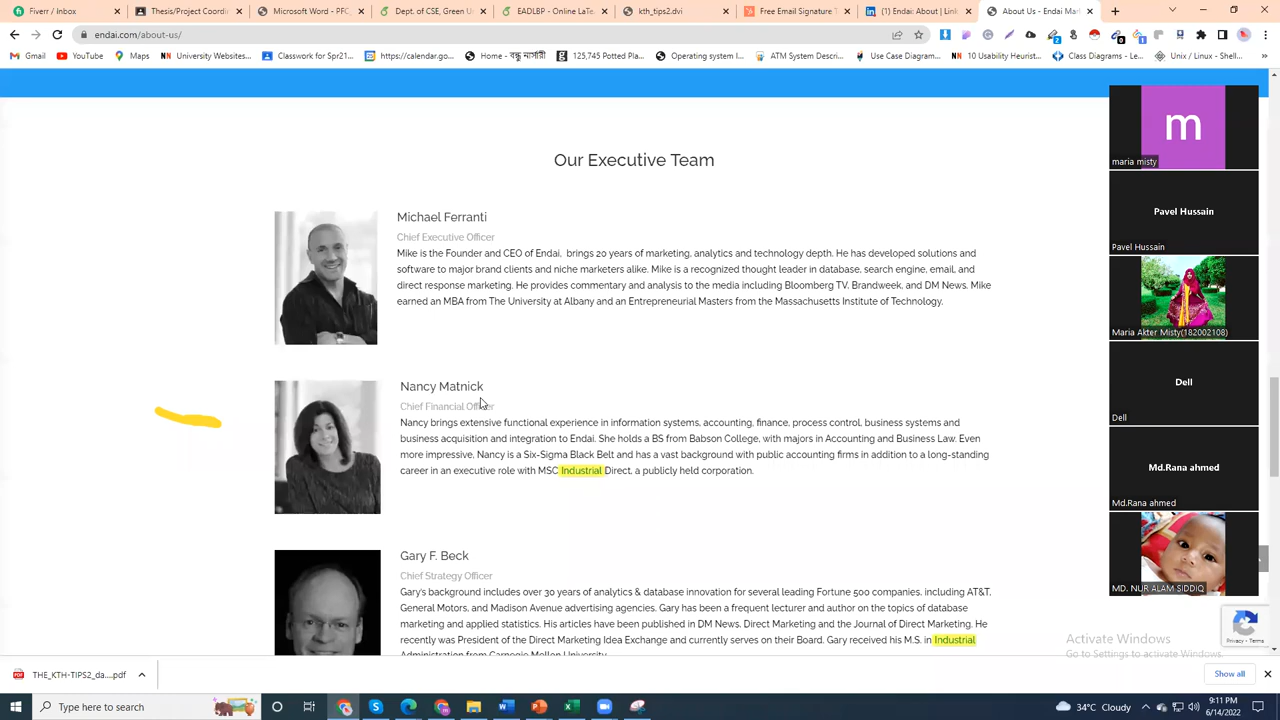 Fiverr / Inbox
Thesis/Project Coordi
Microsoft Word - PPC
Dept. of CSE, Green U
EADLBP - Online LaTe
kth_tips2.dvi
Free Email Signature T
(1) Endai: About | Link
About Us - Endai Ma
endai.com/about-us/
Gmail
YouTube
Maps
University Websites...
Classwork for Spr21...
https://calendar.go...
Home - বন্ধু নার্সারী
125,745 Potted Pla...
Operating system I...
ATM System Design...
Use Case Diagram...
10 Usability Heurist...
Class Diagrams - Le...
Unix / Linux - Shell...
»
Our Executive Team
Michael Ferranti
Chief Executive Officer
Mike is the Founder and CEO of Endai, brings 20 years of marketing, analytics and technology depth. He has developed solutions and
software to major brand clients and niche marketers alike. Mike is a recognized thought leader in database, search engine, email, and
direct response marketing. He provides commentary and analysis to the media including Bloomberg TV, Brandweek, and DM News. Mike
earned an MBA from The University at Albany and an Entrepreneurial Masters from the Massachusetts Institute of Technology.
Nancy Matnick
Chief Financial Officer
Nancy brings extensive functional experience in information systems, accounting, finance, process control, business systems and
business acquisition and integration to Endai. She holds a BS from Babson College, with majors in Accounting and Business Law. Even
more impressive, Nancy is a Six-Sigma Black Belt and has a vast background with public accounting firms in addition to a long-standing
career in an executive role with MSC Industrial Direct, a publicly held corporation.
Gary F. Beck
Chief Strategy Officer
Gary's background includes over 30 years of analytics & database innovation for several leading Fortune 500 companies, including AT&T,
General Motors, and Madison Avenue advertising agencies. Gary has been a frequent lecturer and author on the topics of database
marketing and applied statistics. His articles have been published in DM News, Direct Marketing and the Journal of Direct Marketing. He
recently was President of the Direct Marketing Idea Exchange and currently serves on their Board. Gary received his M.S. in Industrial
Administration from Carnegie Mellon University.
m
maria misty
Pavel Hussain
Pavel Hussain
Maria Akter Misty(182002108)
Dell
Dell
Md.Rana ahmed
Md.Rana ahmed
MD. NUR ALAM SIDDIQ
Privacy - Terms
Activate Windows
Go to Settings to activate Windows.
THE_KTH-TIPS2_da....pdf
Show all
Type here to search
34°C Cloudy
9:11 PM
6/14/2022